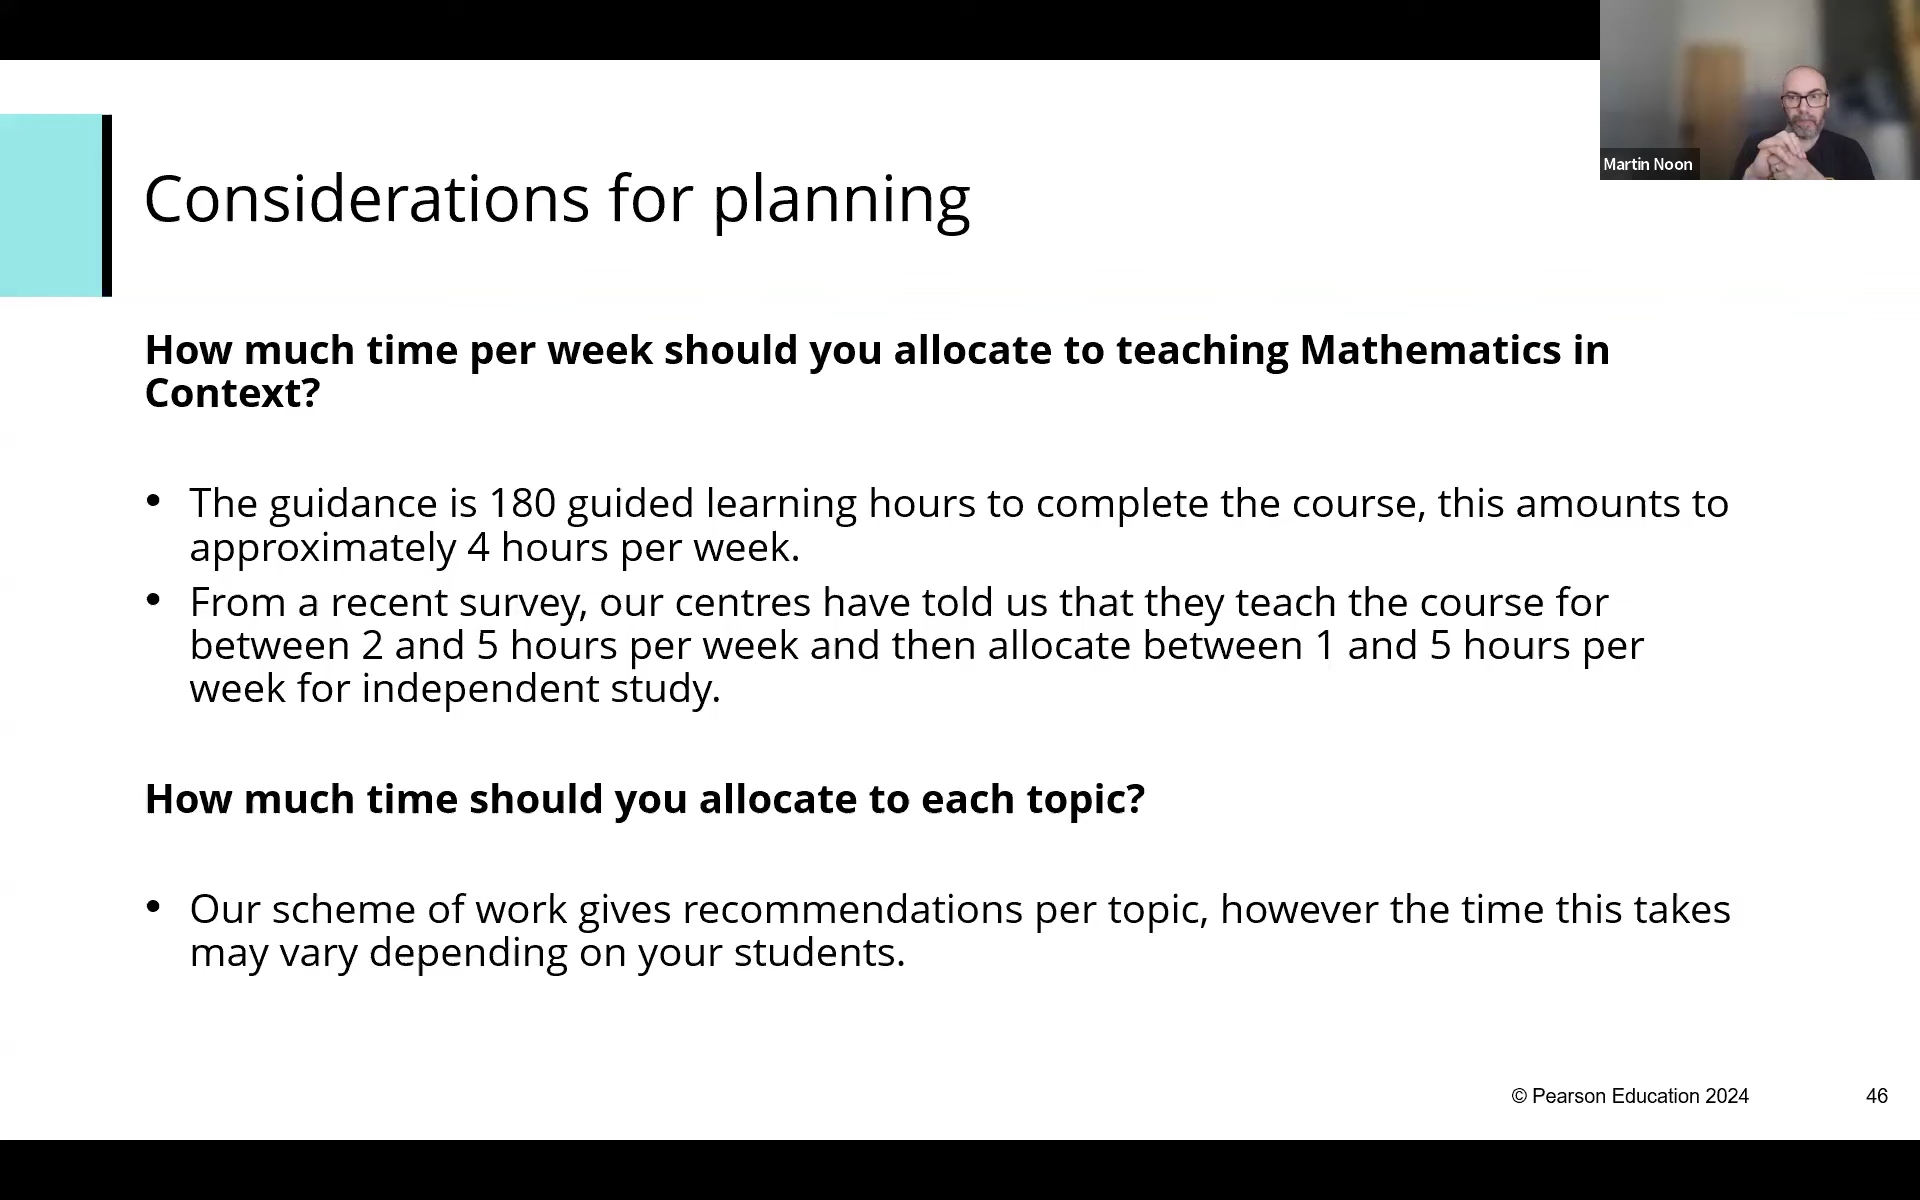 Martin Noon
Considerations for planning
How much time per week should you allocate to teaching Mathematics in
Context?
• The guidance is 180 guided learning hours to complete the course, this amounts to
approximately 4 hours per week.
• From a recent survey, our centres have told us that they teach the course for
between 2 and 5 hours per week and then allocate between 1 and 5 hours per
week for independent study.
How much time should you allocate to each topic?
• Our scheme of work gives recommendations per topic, however the time this takes
may vary depending on your students.
© Pearson Education 2024
46